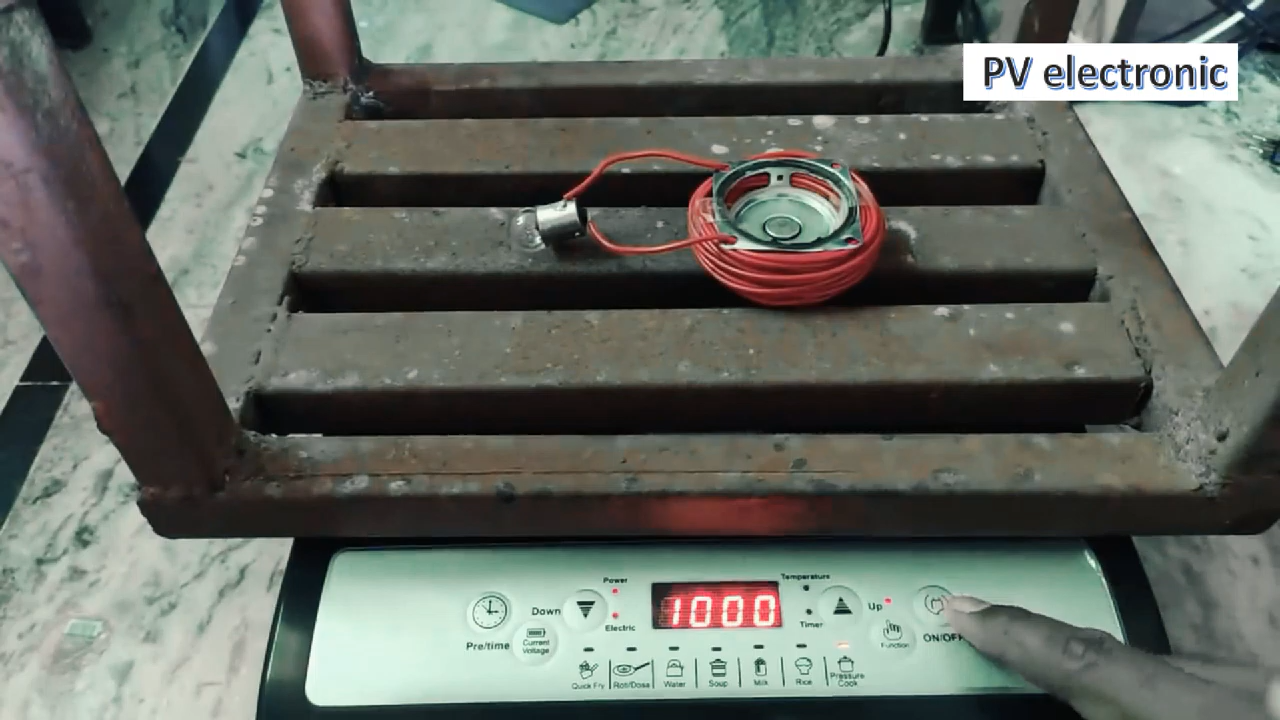 PV electronic
Power
Temperature
Down
1000
Up
Electric
Timer
Pre/time
Current
Voltage
Function
ON/OFF
Quick Fry
Roti/Dosa
Water
Soup
Milk
Rice
Pressure
Cook